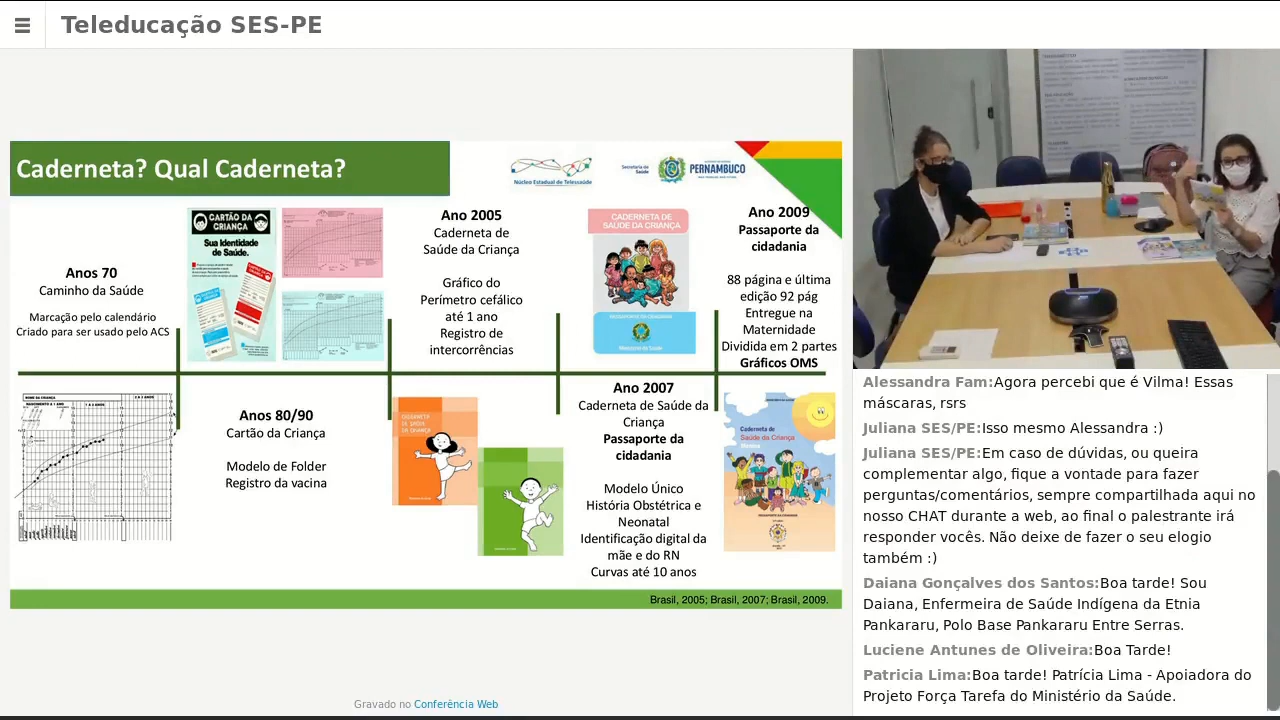 Teleducação SES-PE
Caderneta? Qual Caderneta?
Núcleo Estadual de Telessaúde
Secretaria de
Saúde
PERNAMBUCO
Anos 70
Caminho da Saúde
Marcação pelo calendário
Criado para ser usado pelo ACS
CARTÃO DA
CRIANÇA
Sua Identidade
de Saúde.
Anos 80/90
Cartão da Criança
Modelo de Folder
Registro da vacina
Ano 2005
Caderneta de
Saúde da Criança
Gráfico do
Perímetro cefálico
até 1 ano
Registro de
intercorrências
CADERNETA DE
SAÚDE DA CRIANÇA
Ano 2007
Caderneta de Saúde da
Criança
Passaporte da
cidadania
Modelo Único
História Obstétrica e
Neonatal
Identificação digital da
mãe e do RN
Curvas até 10 anos
Ano 2009
Passaporte da
cidadania
88 página e última
edição 92 pág
Entregue na
Maternidade
Dividida em 2 partes
Gráficos OMS
Caderneta de
Saúde da Criança
Brasil, 2005; Brasil, 2007; Brasil, 2009.
Gravado no Conferência Web
Alessandra Fam:Agora percebi que é Vilma! Essas
máscaras, rsrs
Juliana SES/PE:Isso mesmo Alessandra :)
Juliana SES/PE:Em caso de dúvidas, ou queira
complementar algo, fique a vontade para fazer
perguntas/comentários, sempre compartilhada aqui no
nosso CHAT durante a web, ao final o palestrante irá
responder vocês. Não deixe de fazer o seu elogio
também :)
Daiana Gonçalves dos Santos:Boa tarde! Sou
Daiana, Enfermeira de Saúde Indígena da Etnia
Pankararu, Polo Base Pankararu Entre Serras.
Luciene Antunes de Oliveira:Boa Tarde!
Patricia Lima:Boa tarde! Patrícia Lima - Apoiadora do
Projeto Força Tarefa do Ministério da Saúde.